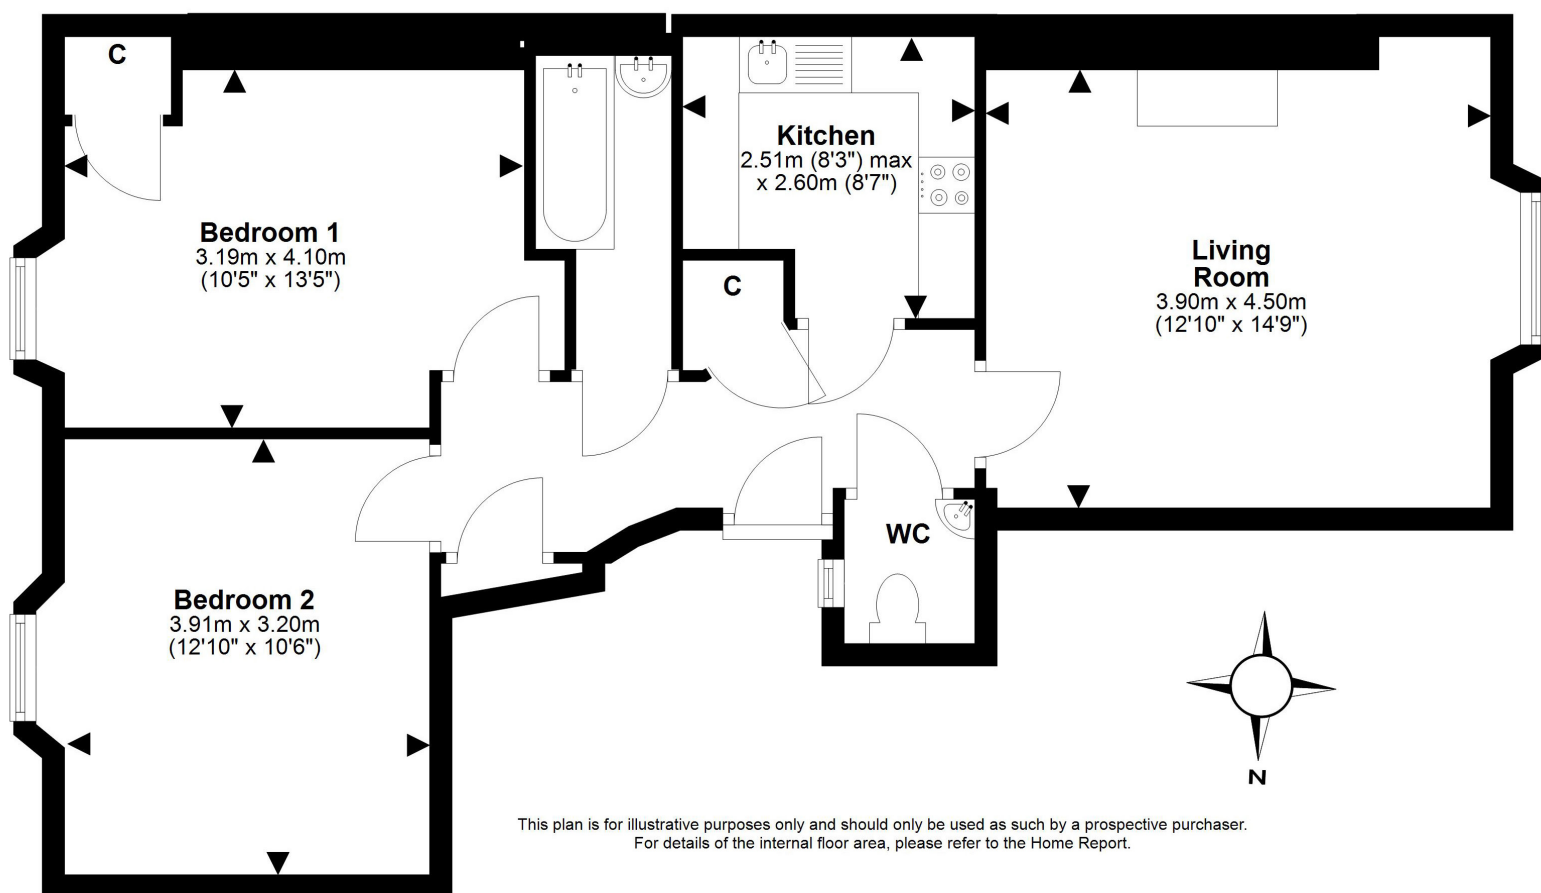 C
Bedroom 1
3.19m x 4.10m
(10'5" x 13'5")
Kitchen
2.51m (8'3") max
x 2.60m (8'7")
C
Living
Room
3.90m x 4.50m
(12'10" x 14'9")
WC
Bedroom 2
3.91m x 3.20m
(12'10" x 10'6")
N
This plan is for illustrative purposes only and should only be used as such by a prospective purchaser.
For details of the internal floor area, please refer to the Home Report.